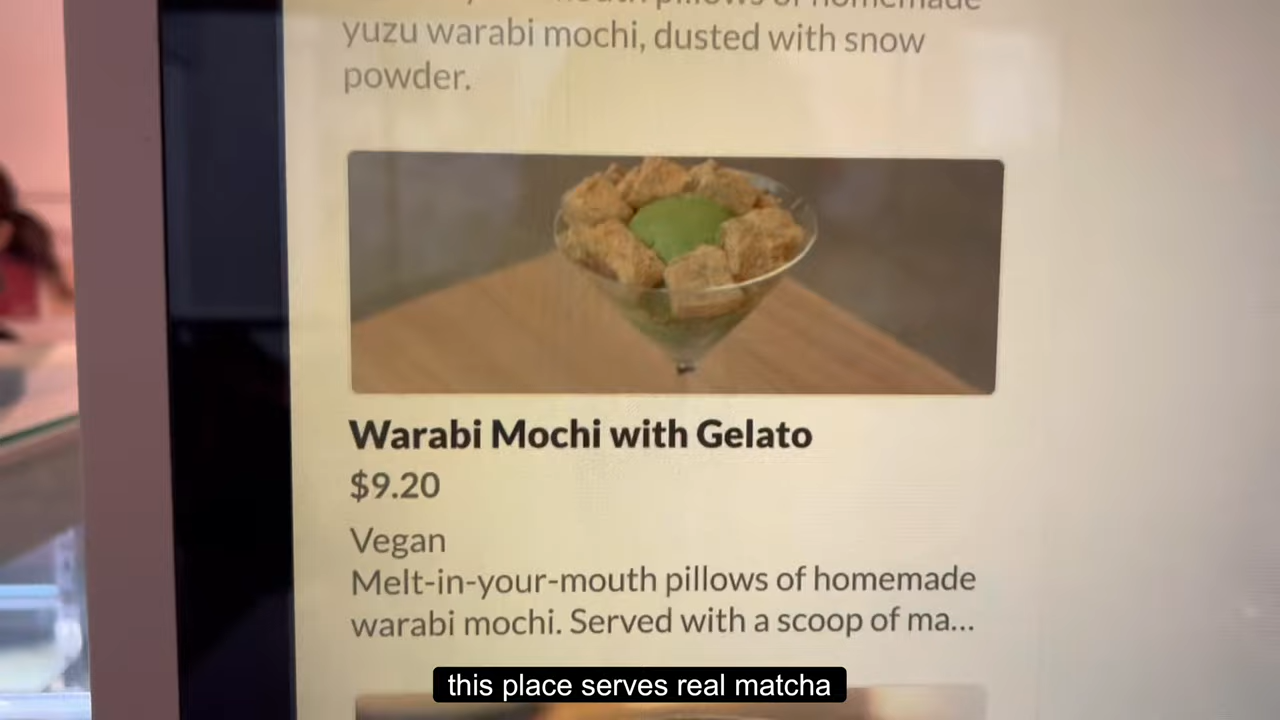 yuzu warabi mochi, dusted with snow
powder.
Warabi Mochi with Gelato
$9.20
Vegan
Melt-in-your-mouth pillows of homemade
warabi mochi. Served with a scoop of ma...
this place serves real matcha